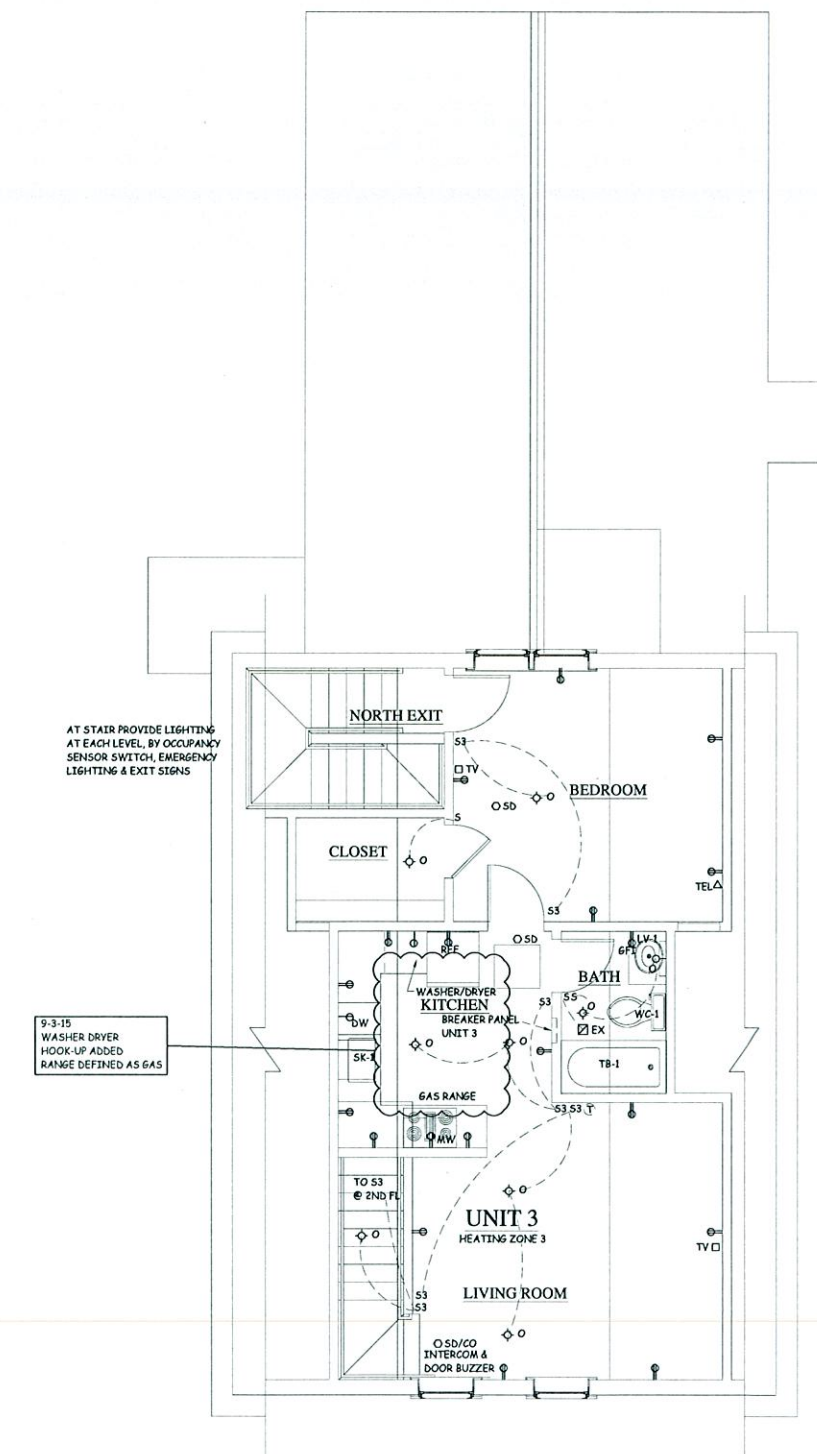 NORTH EXIT
AT STAIR PROVIDE LIGHTING
AT EACH LEVEL, BY OCCUPANCY
SENSOR SWITCH, EMERGENCY
LIGHTING & EXIT SIGNS
S3
TV
BEDROOM
O
SD
S
CLOSET
O
TEL
S3
SD
LV-1
GFI
REF
BATH
O
WASHER/DRYER
KITCHEN
S3
SS
O
WC-1
BREAKER PANEL
UNIT 3
DW
EX
9-3-15
WASHER DRYER
HOOK-UP ADDED
RANGE DEFINED AS GAS
O
O
SK-1
TB-1
GAS RANGE
S3 S3 T
MW
TO S3
@ 2ND FL
O
UNIT 3
HEATING ZONE 3
O
TV
LIVING ROOM
S3
S3
O
SD/CO
INTERCOM &
DOOR BUZZER